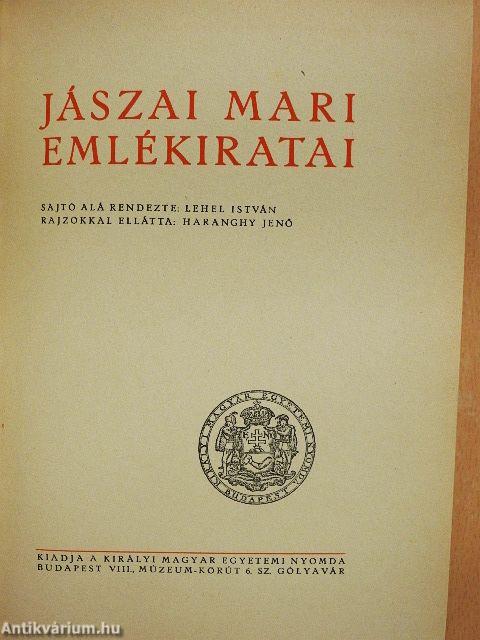 JÁSZAI MARI
EMLÉKIRATAI
SAJTÓ ALÁ RENDEZTE: LEHEL ISTVÁN
RAJZOKKAL ELLÁTTA: HARANGHY JENŐ
KIRÁLYI MAGYAR EGYETEMI NYOMDA
BUDAPEST
KIADJA A KIRÁLYI MAGYAR EGYETEMI NYOMDA
BUDAPEST VIII., MÚZEUM-KÖRÚT 6. SZ. GÓLYAVÁR
Antikvárium.hu